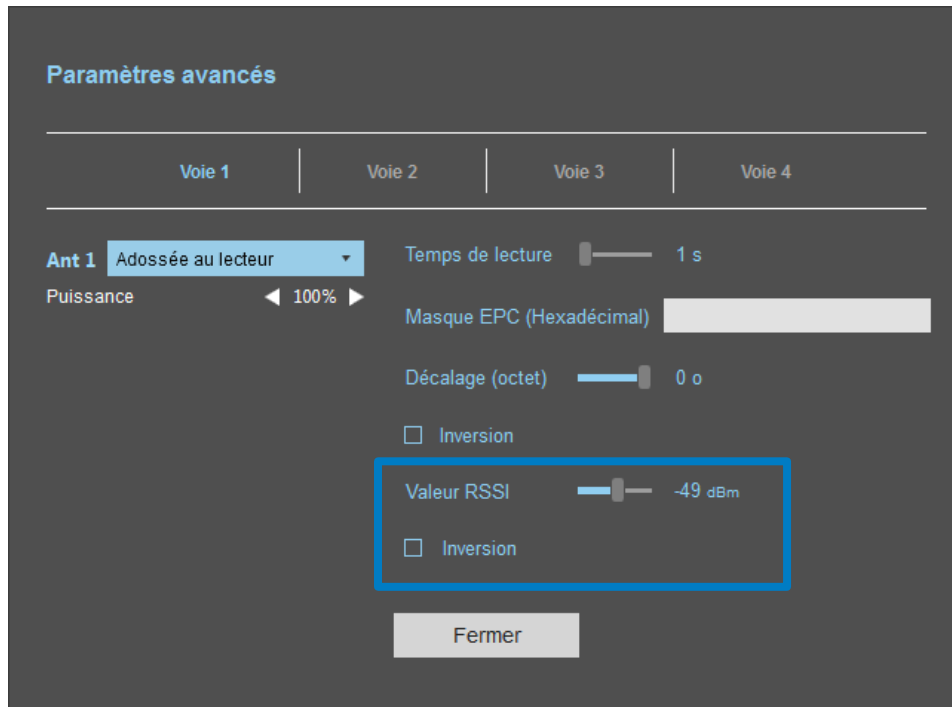 Paramètres avancés
Voie 1 Voie 2 Voie 3 Voie 4
Ant 1 Adossée au lecteur
Puissance 100%
Temps de lecture 1 s
Masque EPC (Hexadécimal)
Décalage (octet) 0 o
Inversion
Valeur RSSI -49 dBm
Inversion
Fermer